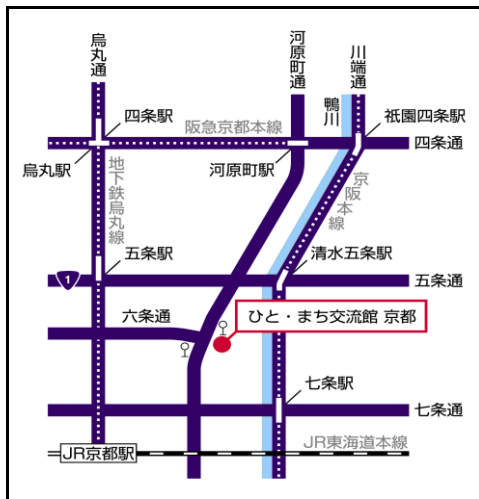 烏丸通
河原町通
川端通
鴨川
四条駅
阪急京都本線
祇園四条駅
四条通
烏丸駅
河原町駅
地下鉄烏丸線
京阪本線
五条駅
清水五条駅
1
五条通
六条通
ひと・まち交流館 京都
七条駅
七条通
JR東海道本線
JR京都駅